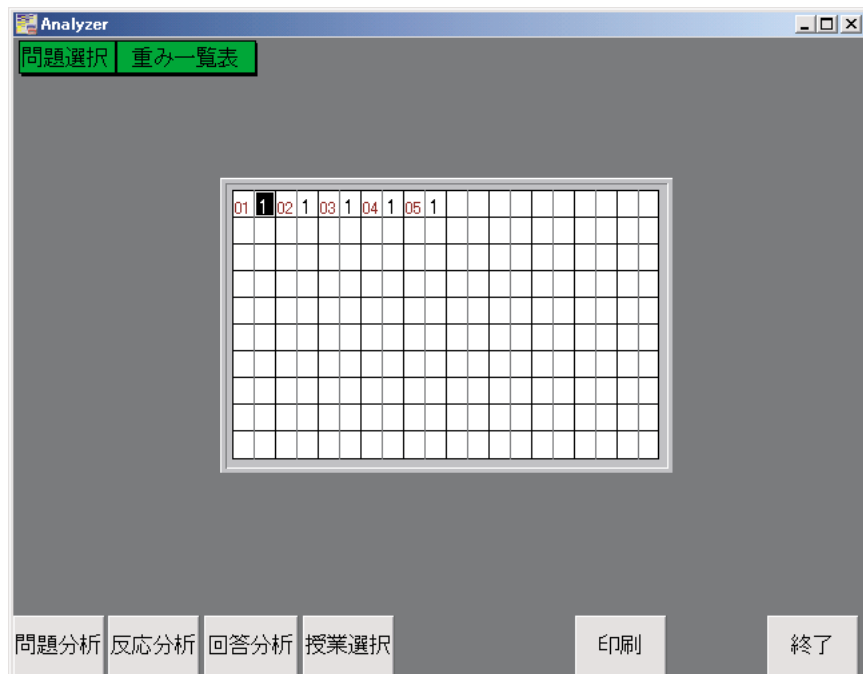 Analyzer
問題選択 重み一覧表
01 1 02 1 03 1 04 1 05 1
問題分析 反応分析 回答分析 授業選択 印刷 終了